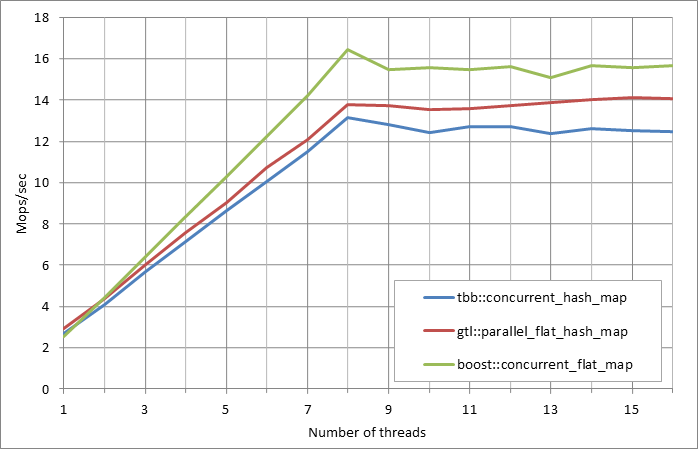 18
16
14
12
10
8
6
4
2
0
Mops/sec
tbb::concurrent_hash_map
gtl::parallel_flat_hash_map
boost::concurrent_flat_map
1 3 5 7 9 11 13 15
Number of threads